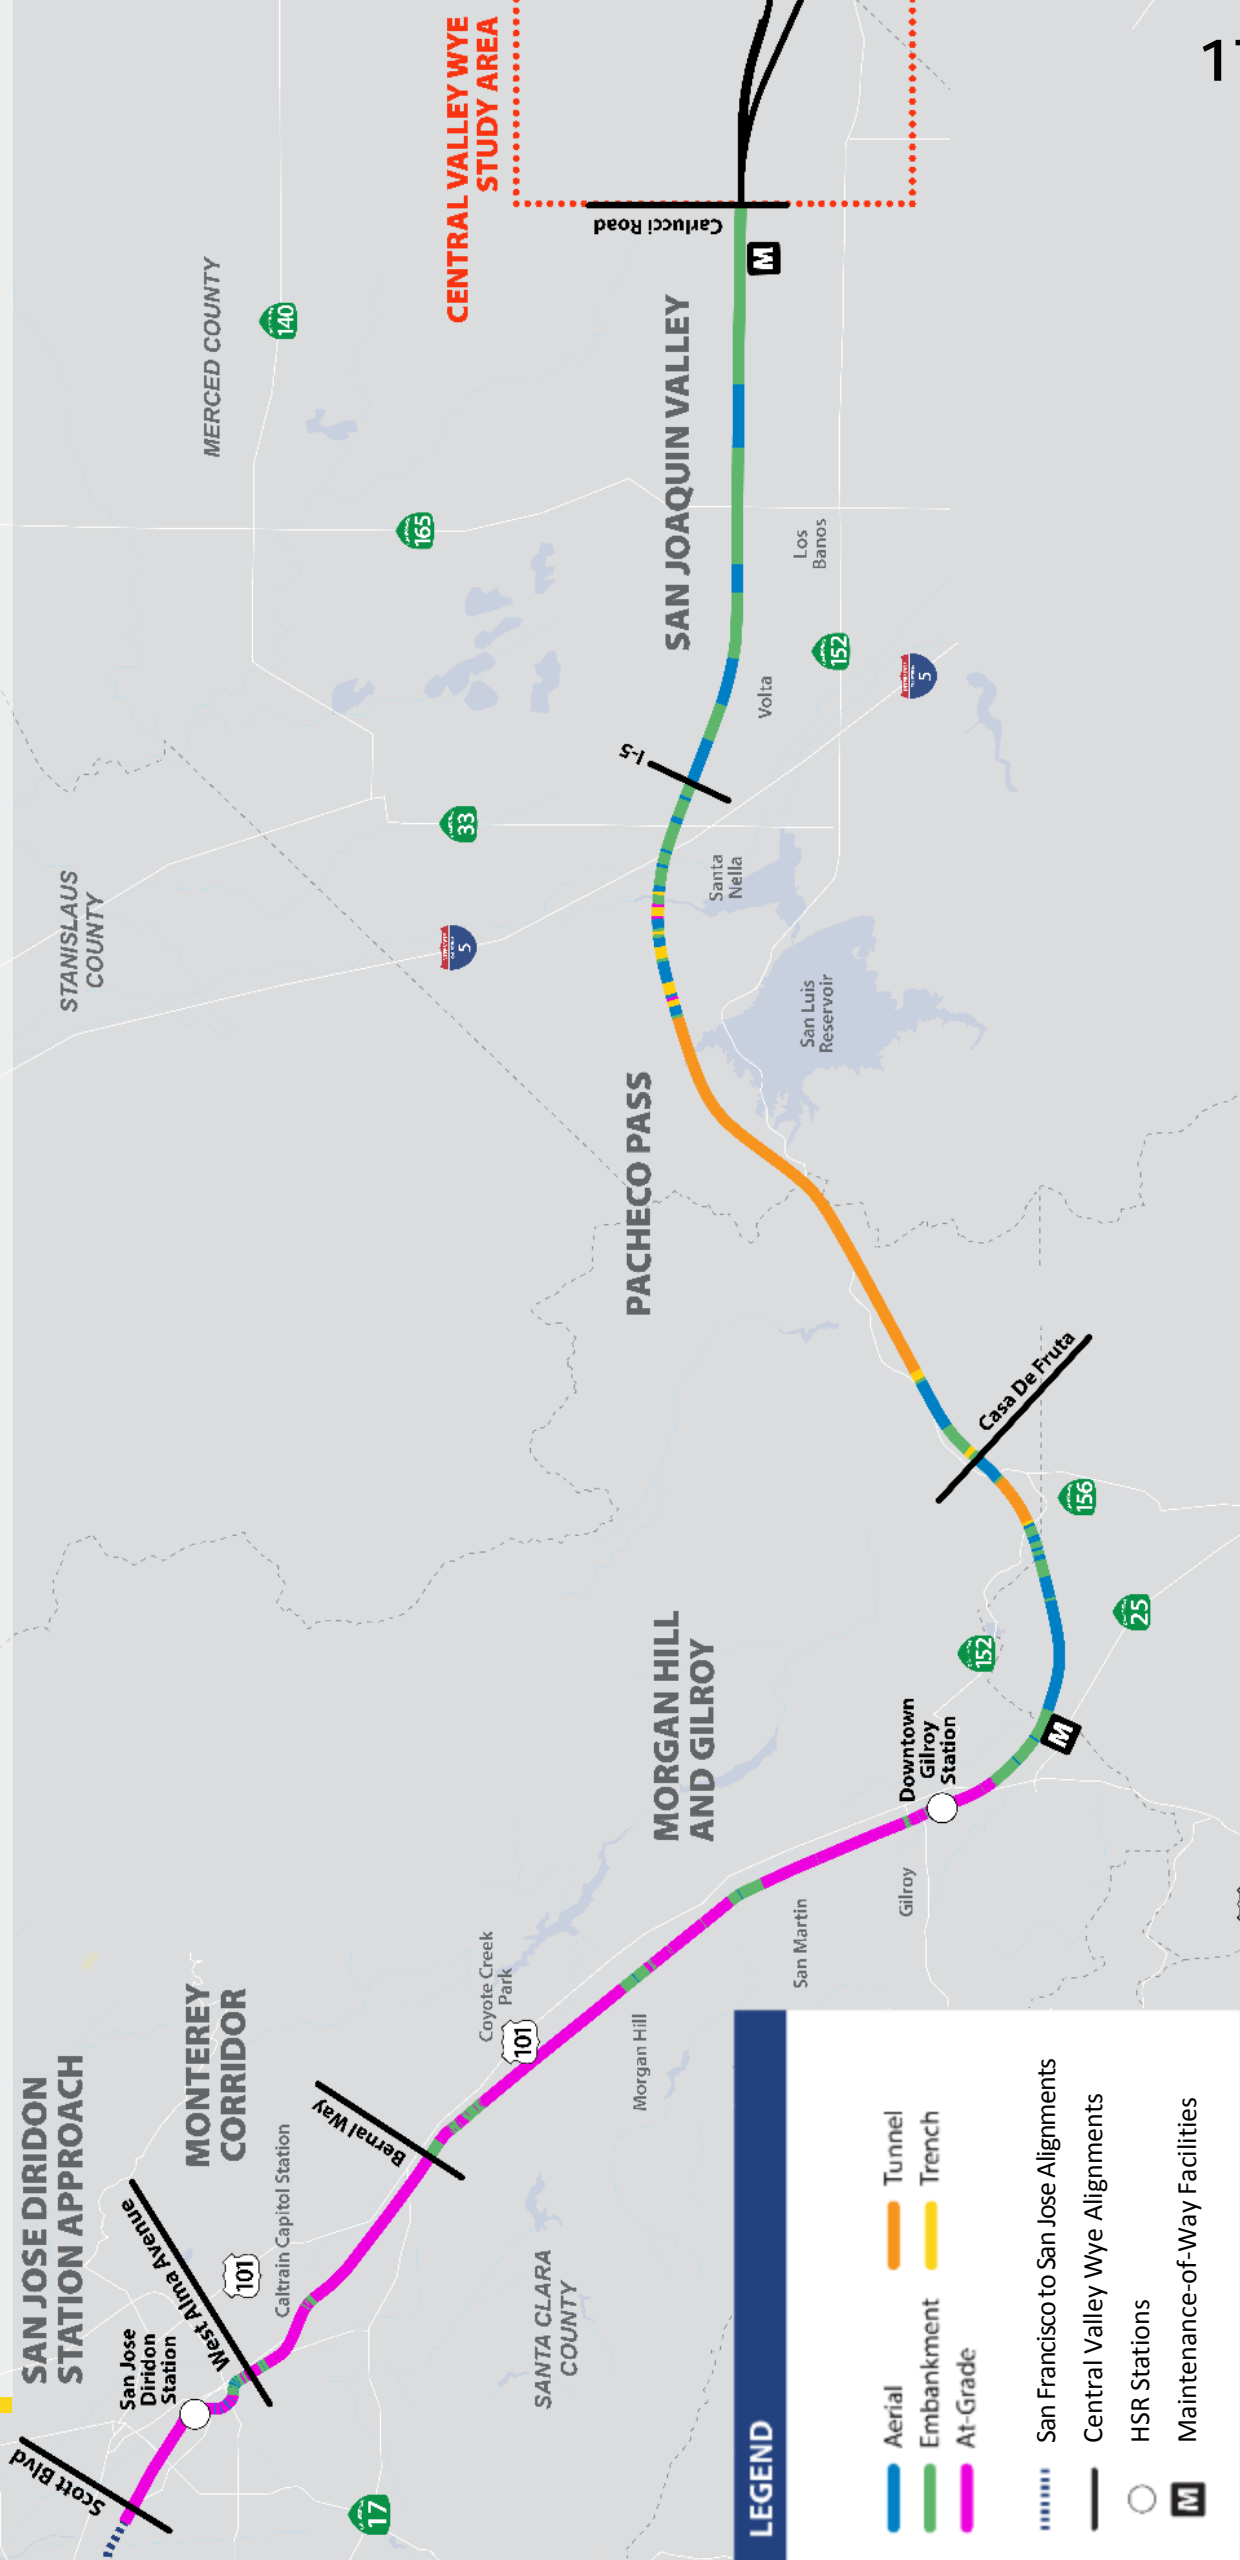 SAN JOSE DIRIDON
STATION APPROACH
Scott Blvd
San Jose
Diridon
Station
West Alma Avenue
MONTEREY
CORRIDOR
101
Caltrain Capitol Station
17
Bernal Way
SANTA CLARA
COUNTY
Coyote Creek
Park
101
Morgan Hill
San Martin
MORGAN HILL
AND GILROY
Gilroy
Downtown
Gilroy
Station
M
152
25
156
Casa De Fruta
PACHECO PASS
San Luis
Reservoir
STANISLAUS
COUNTY
5
33
Santa
Nella
I-5
Volta
152
5
Los
Banos
SAN JOAQUIN VALLEY
165
MERCED COUNTY
140
M
Carlucci Road
CENTRAL VALLEY WYE
STUDY AREA
LEGEND
Aerial
Tunnel
Embankment
Trench
At-Grade
San Francisco to San Jose Alignments
Central Valley Wye Alignments
HSR Stations
M
Maintenance-of-Way Facilities